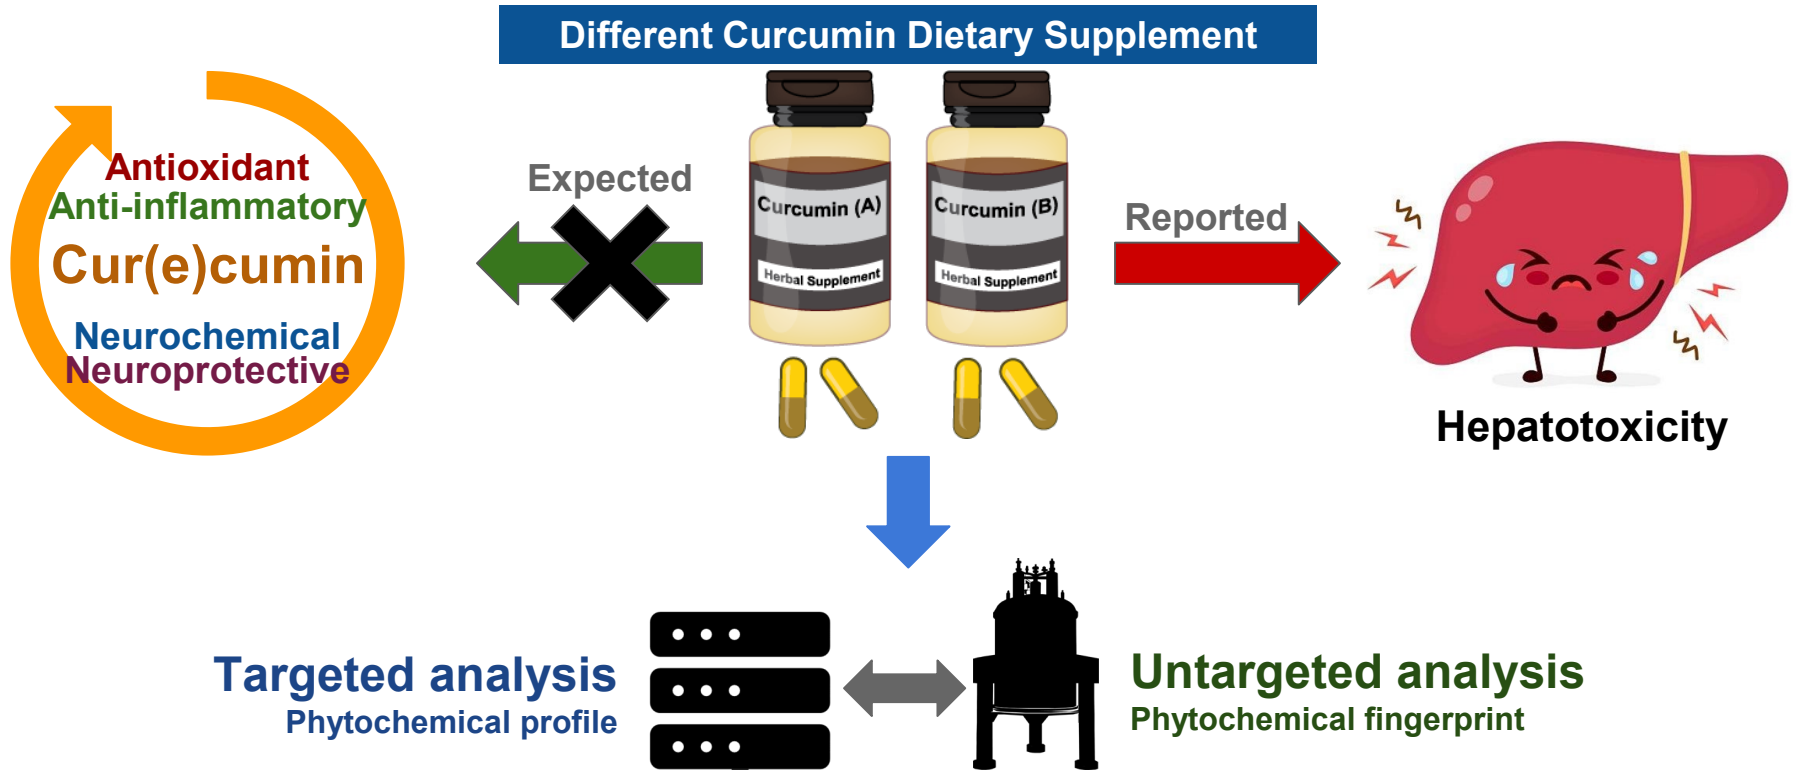 Different Curcumin Dietary Supplement
Antioxidant
Anti-inflammatory
Cur(e)cumin
Neurochemical
Neuroprotective
Expected
Curcumin (A)
Herbal Supplement
Curcumin (B)
Herbal Supplement
Reported
Hepatotoxicity
Targeted analysis
Phytochemical profile
Untargeted analysis
Phytochemical fingerprint